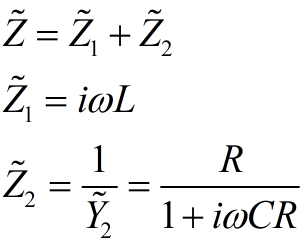 Z̃ = Z̃₁ + Z̃₂
Z̃₁ = iωL
Z̃₂ = 1/Ỹ₂ = R/(1 + iωCR)